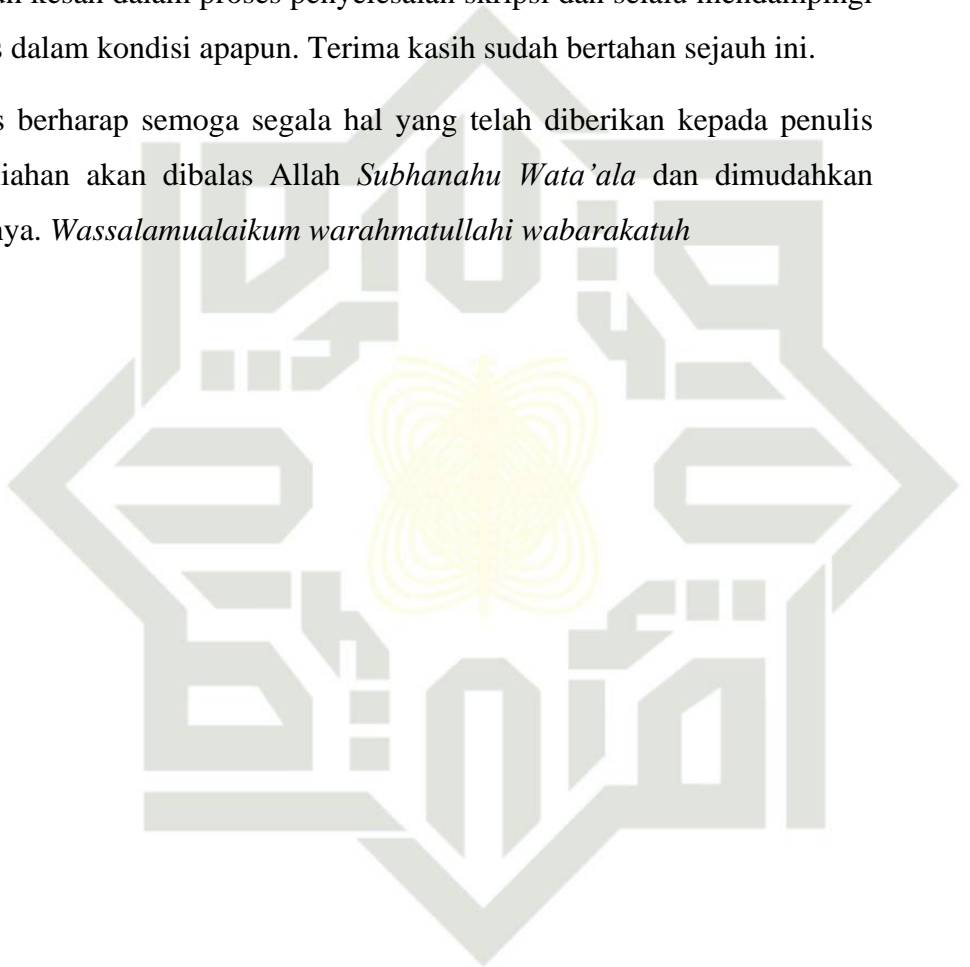 kesan dalam proses penyelesaian skripsi dan selalu mendampingi
dalam kondisi apapun. Terima kasih sudah bertahan sejauh ini.
berharap semoga segala hal yang telah diberikan kepada penulis
iahan akan dibalas Allah Subhanahu Wata’ala dan dimudahkan
nya. Wassalamualaikum warahmatullahi wabarakatuh